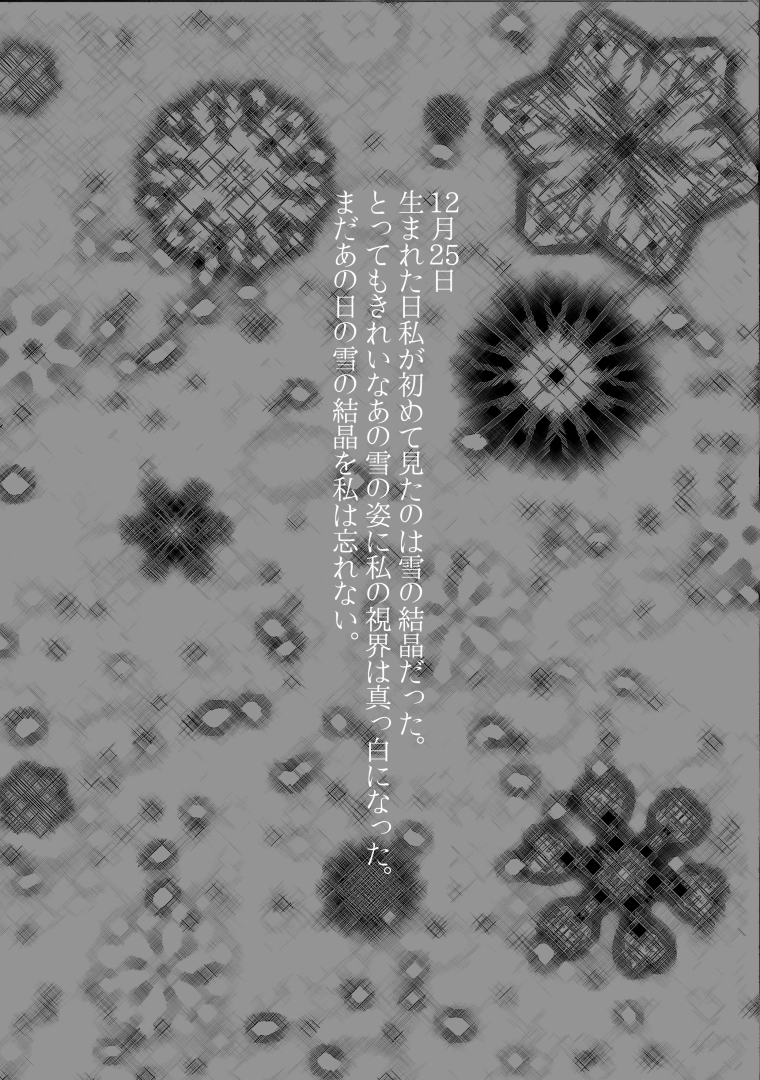 12月25日
生まれた日私が初めて見たのは雪の結晶だった。
とってもきれいなあの雪の姿に私の視界は真っ白になった。
まだあの日の雪の結晶を私は忘れない。